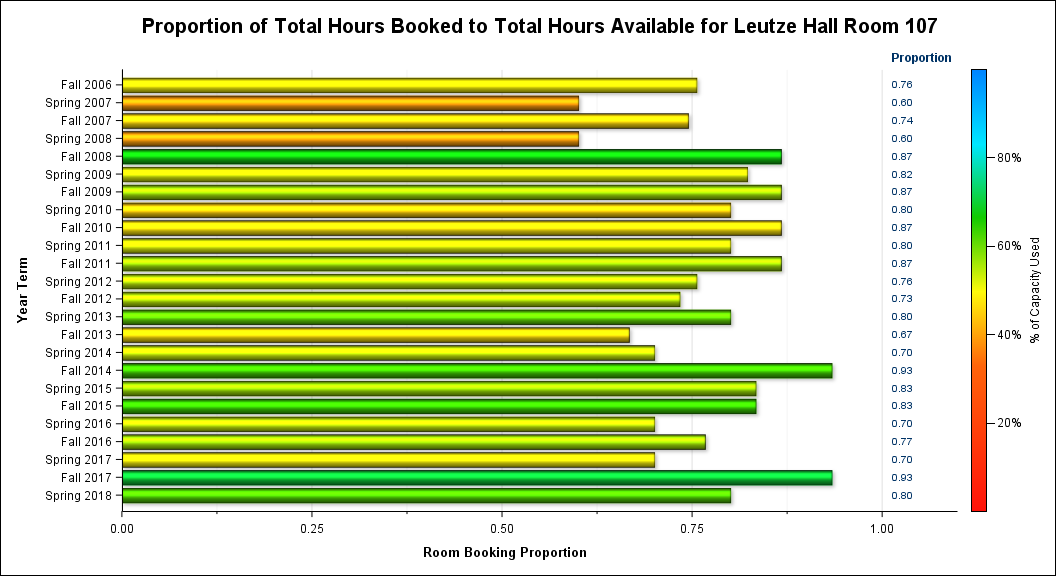 Proportion of Total Hours Booked to Total Hours Available for Leutze Hall Room 107
Proportion
Fall 2006 0.76
Spring 2007 0.60
Fall 2007 0.74
Spring 2008 0.60
Fall 2008 0.87
Spring 2009 0.82
Fall 2009 0.87
Spring 2010 0.80
Fall 2010 0.87
Spring 2011 0.80
Fall 2011 0.87
Spring 2012 0.76
Fall 2012 0.73
Spring 2013 0.80
Fall 2013 0.67
Spring 2014 0.70
Fall 2014 0.93
Spring 2015 0.83
Fall 2015 0.83
Spring 2016 0.70
Fall 2016 0.77
Spring 2017 0.70
Fall 2017 0.93
Spring 2018 0.80
Year Term
0.00 0.25 0.50 0.75 1.00
Room Booking Proportion
80%
60%
40%
20%
% of Capacity Used